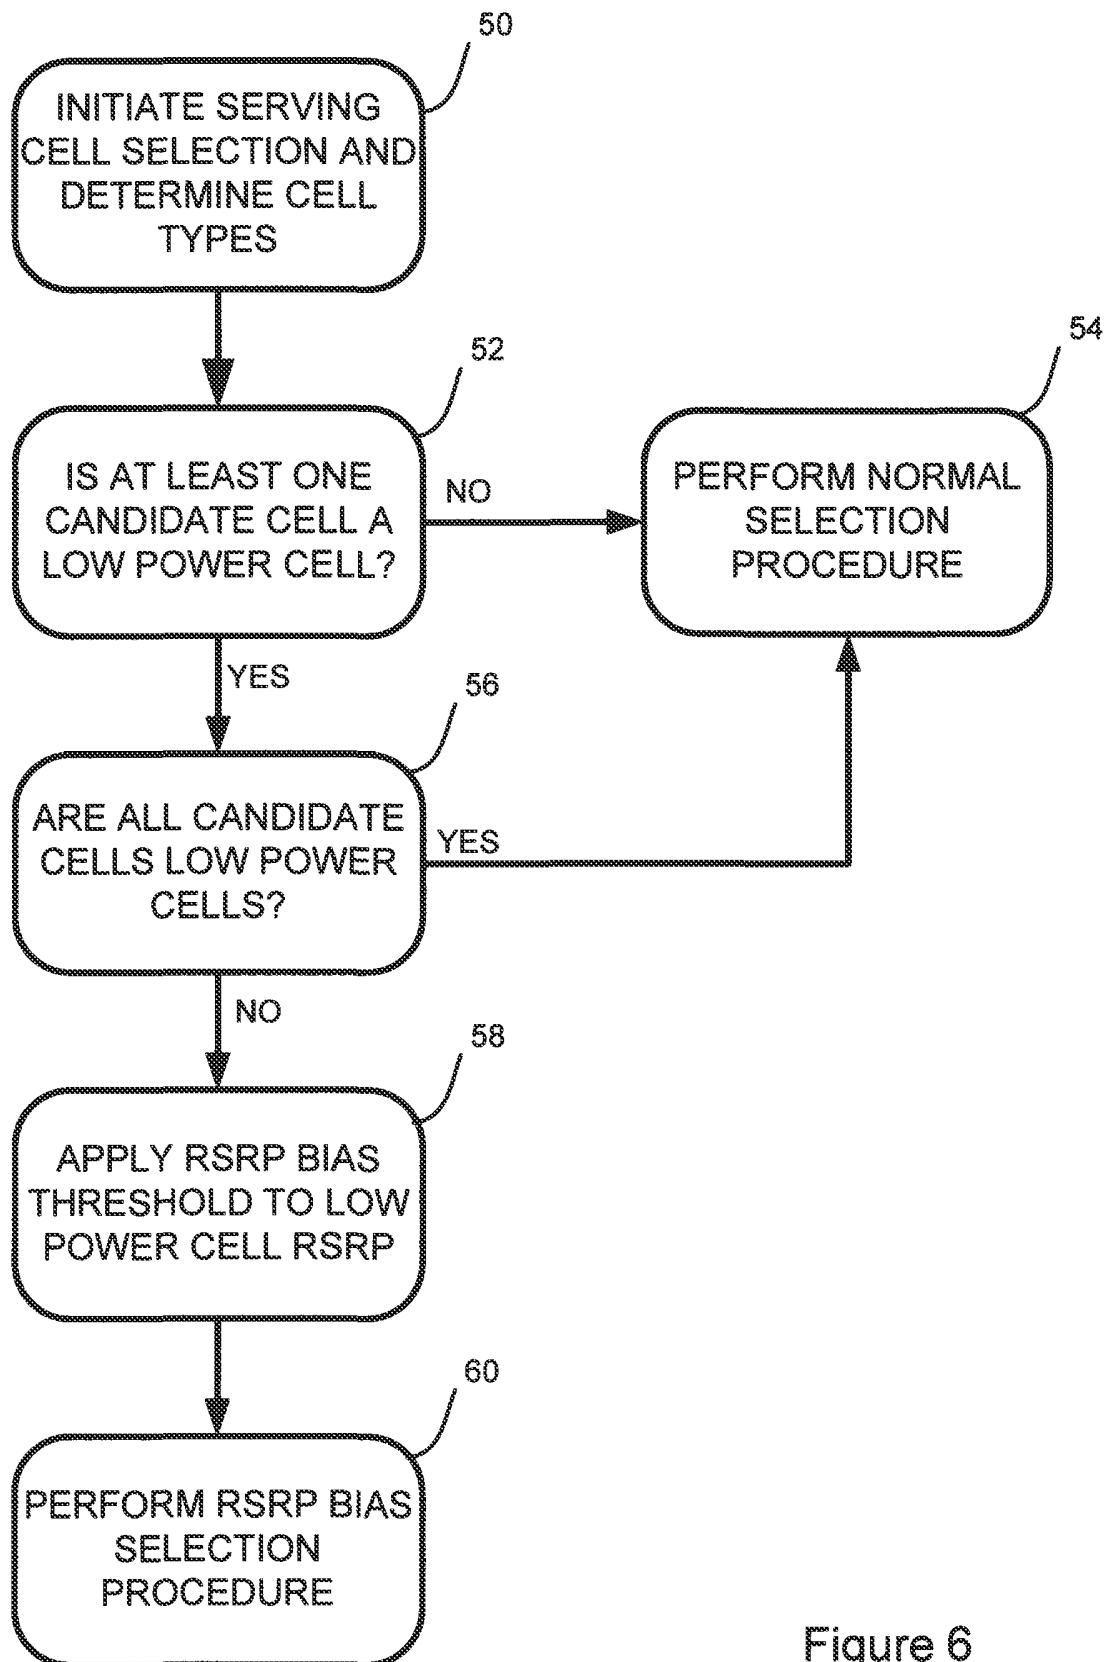 50
INITIATE SERVING
CELL SELECTION AND
DETERMINE CELL
TYPES
52
IS AT LEAST ONE
CANDIDATE CELL A
LOW POWER CELL?
NO
54
PERFORM NORMAL
SELECTION
PROCEDURE
YES
56
ARE ALL CANDIDATE
CELLS LOW POWER
CELLS?
YES
NO
58
APPLY RSRP BIAS
THRESHOLD TO LOW
POWER CELL RSRP
60
PERFORM RSRP BIAS
SELECTION
PROCEDURE
Figure 6